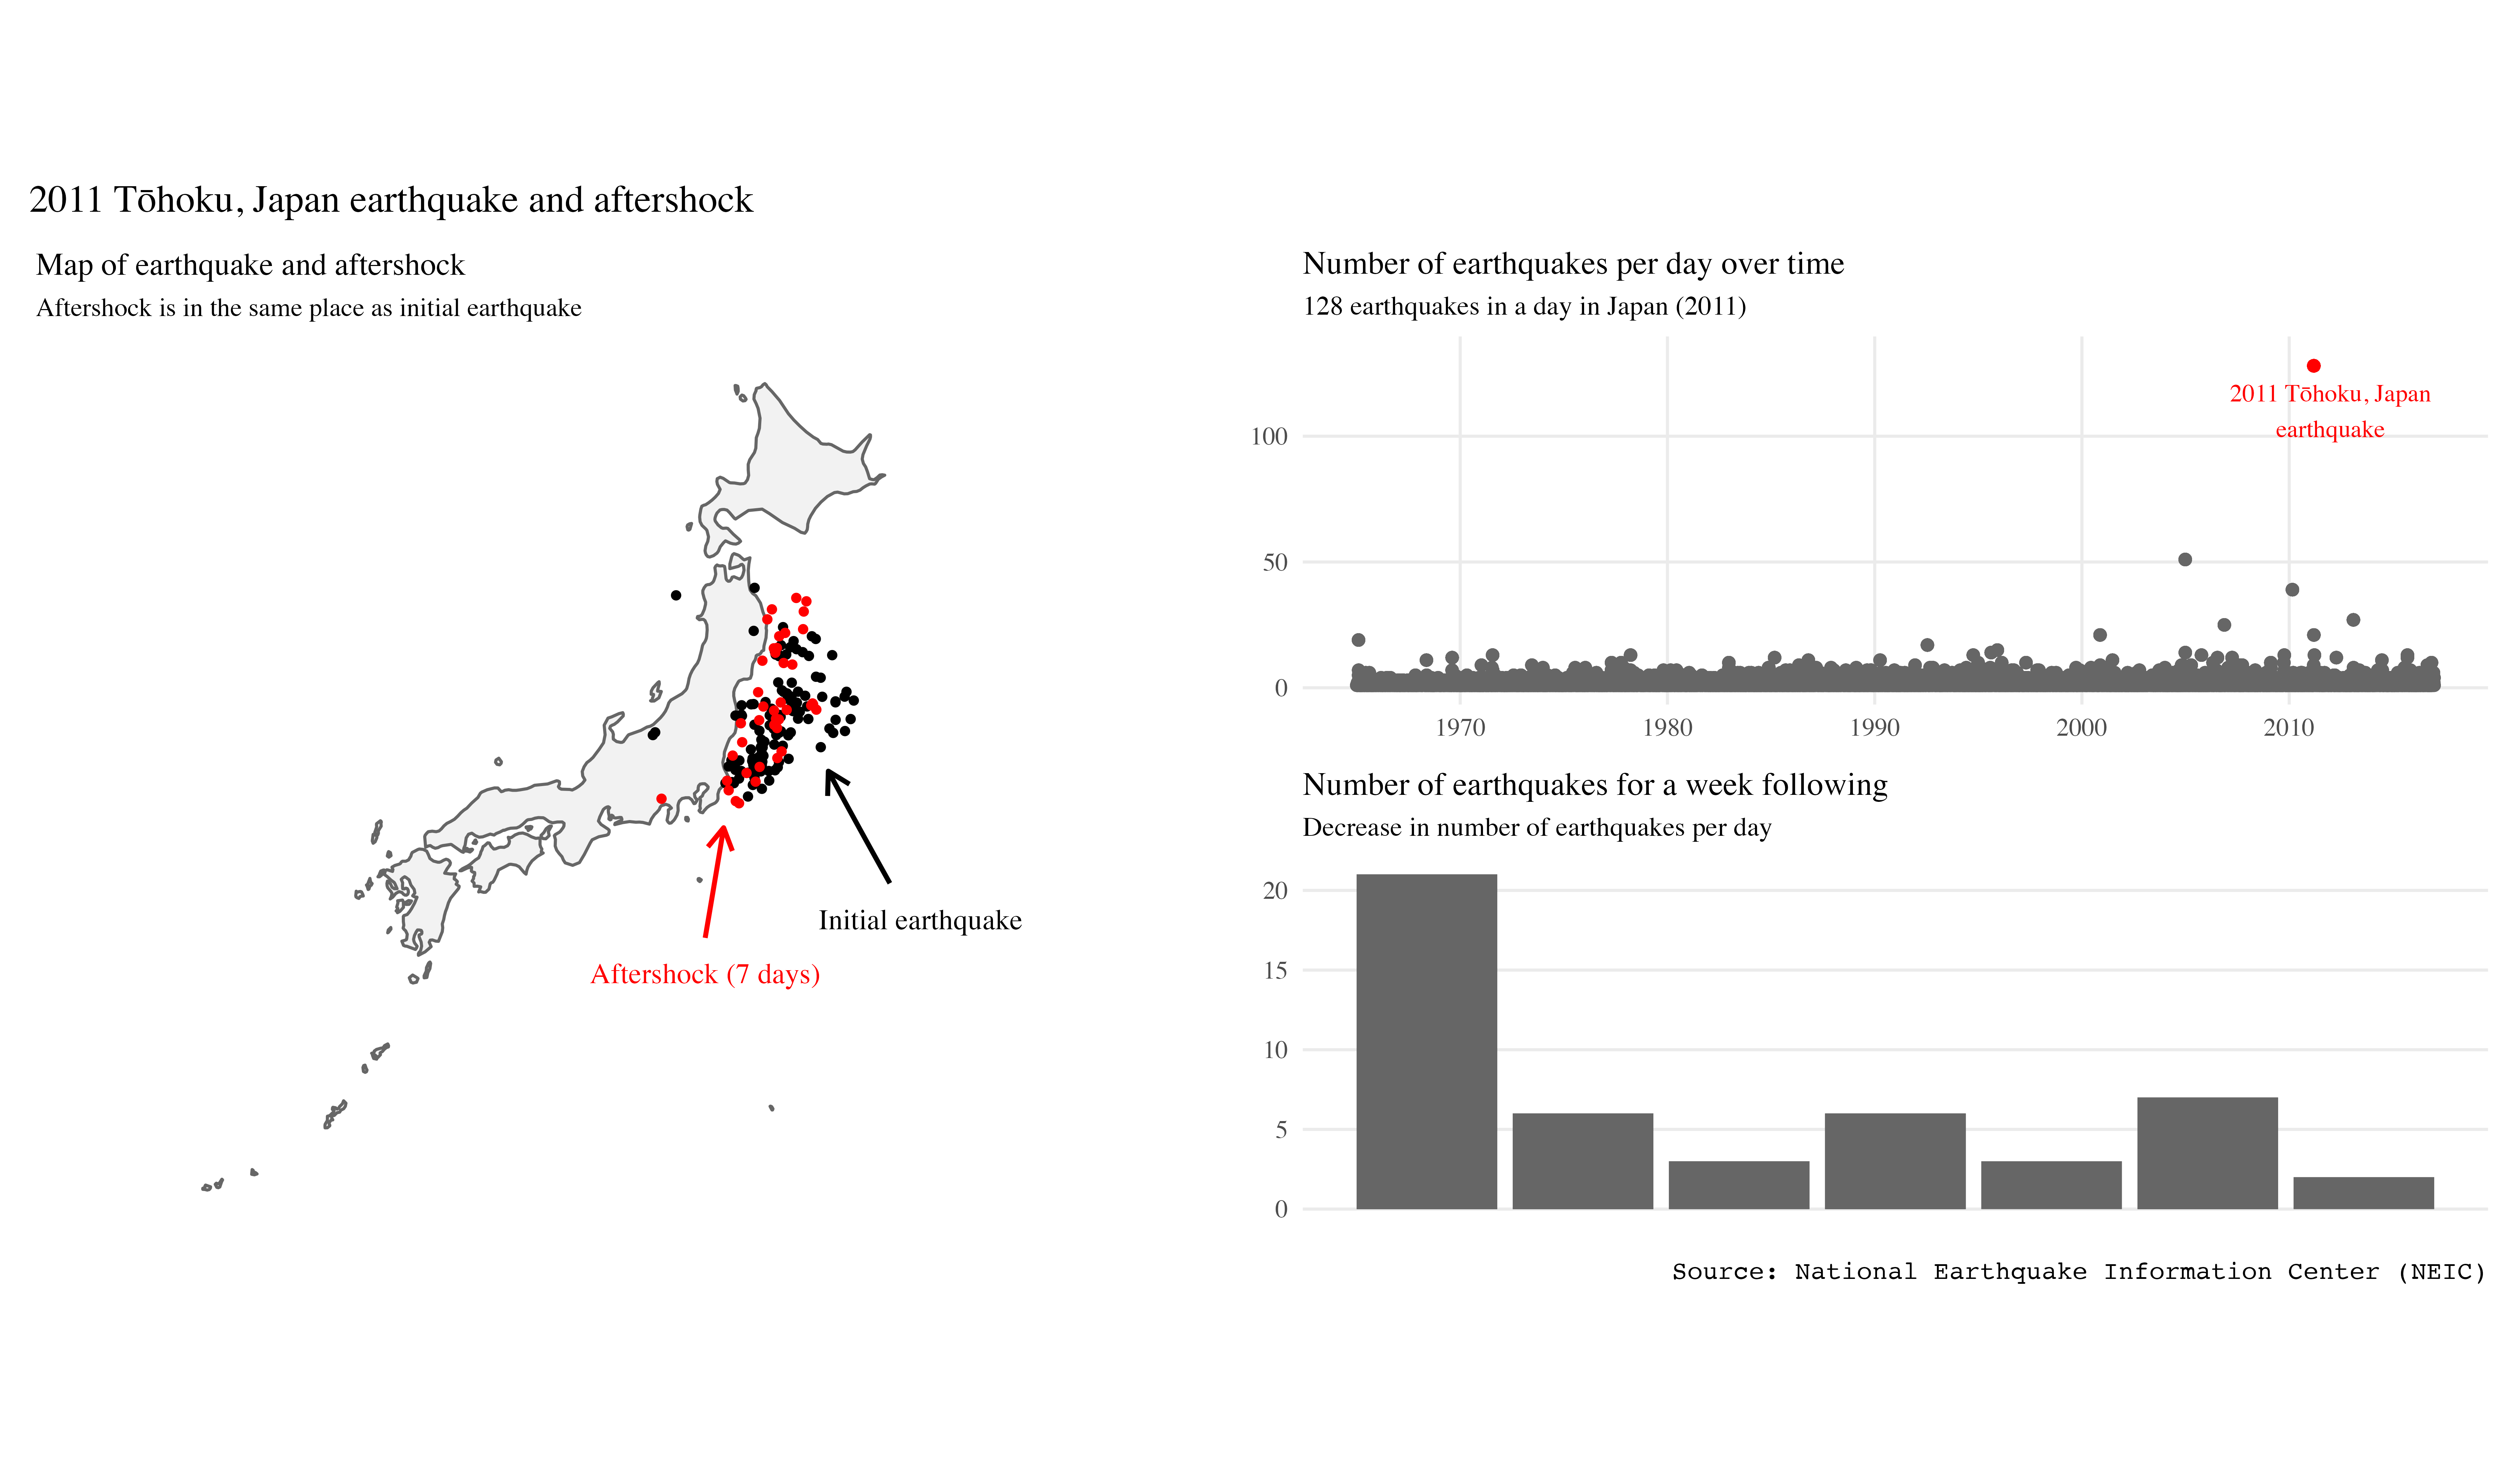 2011 Tōhoku, Japan earthquake and aftershock
Map of earthquake and aftershock
Aftershock is in the same place as initial earthquake
Initial earthquake
Aftershock (7 days)
Number of earthquakes per day over time
128 earthquakes in a day in Japan (2011)
2011 Tōhoku, Japan
earthquake
100
50
0
1970 1980 1990 2000 2010
Number of earthquakes for a week following
Decrease in number of earthquakes per day
20
15
10
5
0
Source: National Earthquake Information Center (NEIC)